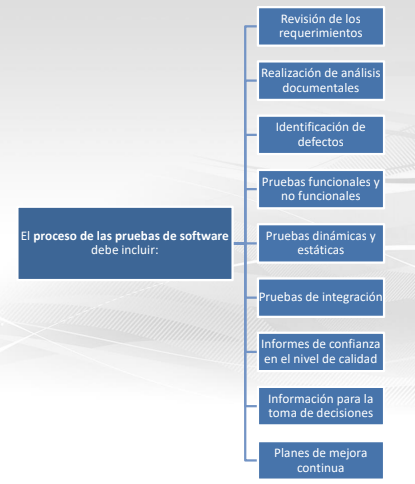 Revisión de los
requerimientos
Realización de análisis
documentales
Identificación de
defectos
Pruebas funcionales y
no funcionales
El proceso de las pruebas de software
debe incluir:
Pruebas dinámicas y
estáticas
Pruebas de integración
Informes de confianza
en el nivel de calidad
Información para la
toma de decisiones
Planes de mejora
continua